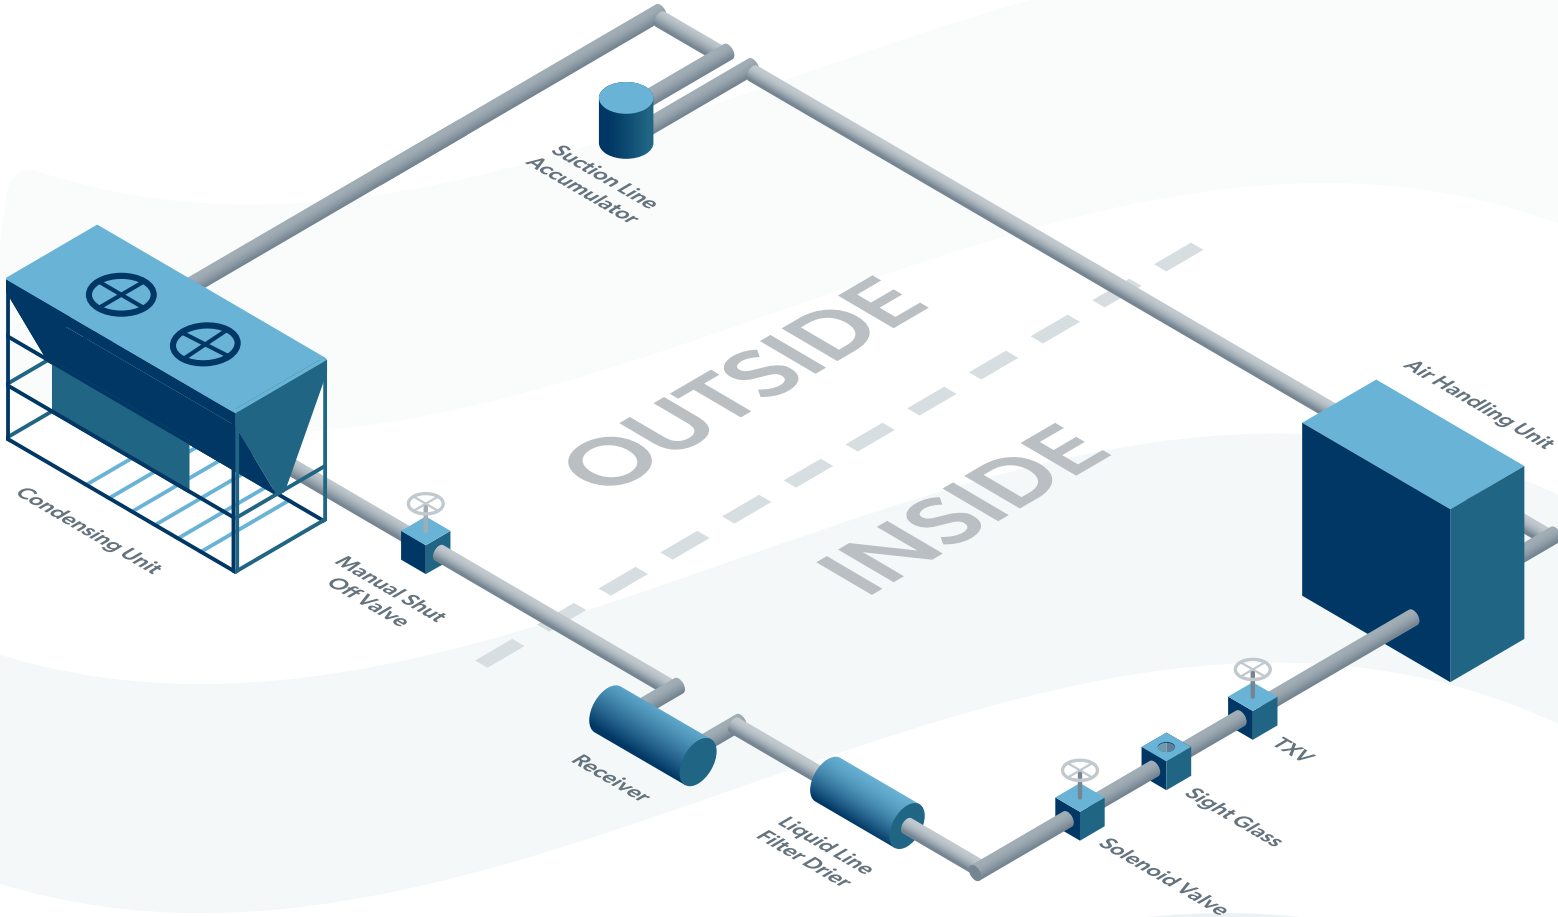 Suction Line
Accumulator
OUTSIDE
Air Handling Unit
INSIDE
Condensing Unit
Manual Shut
Off Valve
TXV
Receiver
Sight Glass
Liquid Line
Filter Drier
Solenoid Valve